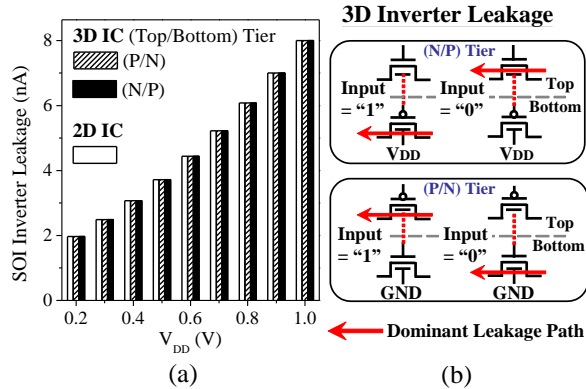 (a)
3D IC (Top/Bottom) Tier
(P/N)
(N/P)
2D IC
SOI Inverter Leakage (nA)
8
6
4
2
0
0.2 0.4 0.6 0.8 1.0
VDD (V)
(a)
(b)
3D Inverter Leakage
(N/P) Tier
Input = “1”
Input = “0”
Top
Bottom
VDD
VDD
(P/N) Tier
Input = “1”
Input = “0”
Top
Bottom
GND
GND
Dominant Leakage Path
(b)